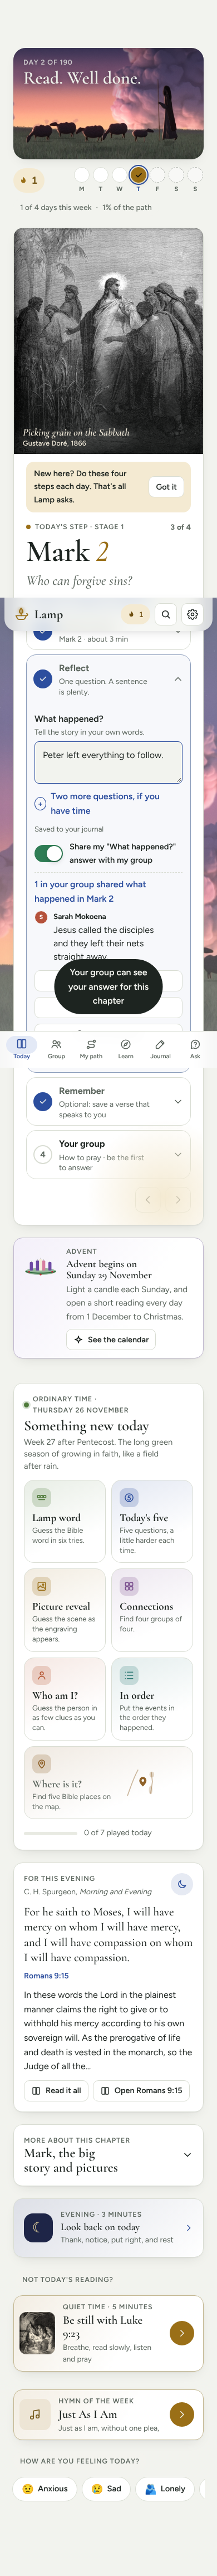 DAY 2 OF 190
Read. Well done.
1
M T W T F S S
1 of 4 days this week · 1% of the path
Picking grain on the Sabbath
Gustave Doré, 1866
New here? Do these four
steps each day. That's all
Lamp asks.
Got it
TODAY'S STEP · STAGE 1
3 of 4
Mark 2
Who can forgive sins?
Lamp
1
Mark 2 · about 3 min
Reflect
One question. A sentence
is plenty.
What happened?
Tell the story in your own words.
Peter left everything to follow.
Two more questions, if you
have time
Saved to your journal
Share my "What happened?"
answer with my group
1 in your group shared what
happened in Mark 2
S
Sarah Mokoena
Jesus called the disciples
and they left their nets
straight away.
Your group can see
your answer for this
chapter
Today
Group
My path
Learn
Journal
Ask
Remember
Optional: save a verse that
speaks to you
4
Your group
How to pray · be the first
to answer
ADVENT
Advent begins on
Sunday 29 November
Light a candle each Sunday, and
open a short reading every day
from 1 December to Christmas.
See the calendar
ORDINARY TIME ·
THURSDAY 26 NOVEMBER
Something new today
Week 27 after Pentecost. The long green
season of growing in ordinary life, like field
after rain.
Lamp word
Guess the Bible
word in six tries.
Today's five
Five questions, a
little harder each
time.
Picture reveal
Guess the scene as
the engraving
appears.
Connections
Find four groups of
four.
Who am I?
Guess the person in
as few clues as you
can.
In order
Put the events in
the order they
happened.
Where is it?
Find five Bible places on
the map.
0 of 7 played today
FOR THIS EVENING
C. H. Spurgeon, Morning and Evening
For he saith to Moses, I will have
mercy on whom I will have mercy,
and I will have compassion on whom
I will have compassion.
Romans 9:15
In these words the Lord in the plainest
manner claims the right to give or to
withhold his mercy according to his own
sovereign will. As the prerogative of life
and death is vested in the monarch, so the
Judge of all the...
Read it all
Open Romans 9:15
MORE ABOUT THIS CHAPTER
Mark, the big
story and pictures
EVENING · 3 MINUTES
Look back on today
Thank, notice, put right, and rest
NOT TODAY'S READING?
QUIET TIME · 5 MINUTES
Be still with Luke
9:23
Breathe, read slowly, listen
and pray
HYMN OF THE WEEK
Just As I Am
Just as I am, without one plea,
HOW ARE YOU FEELING TODAY?
Anxious
Sad
Lonely